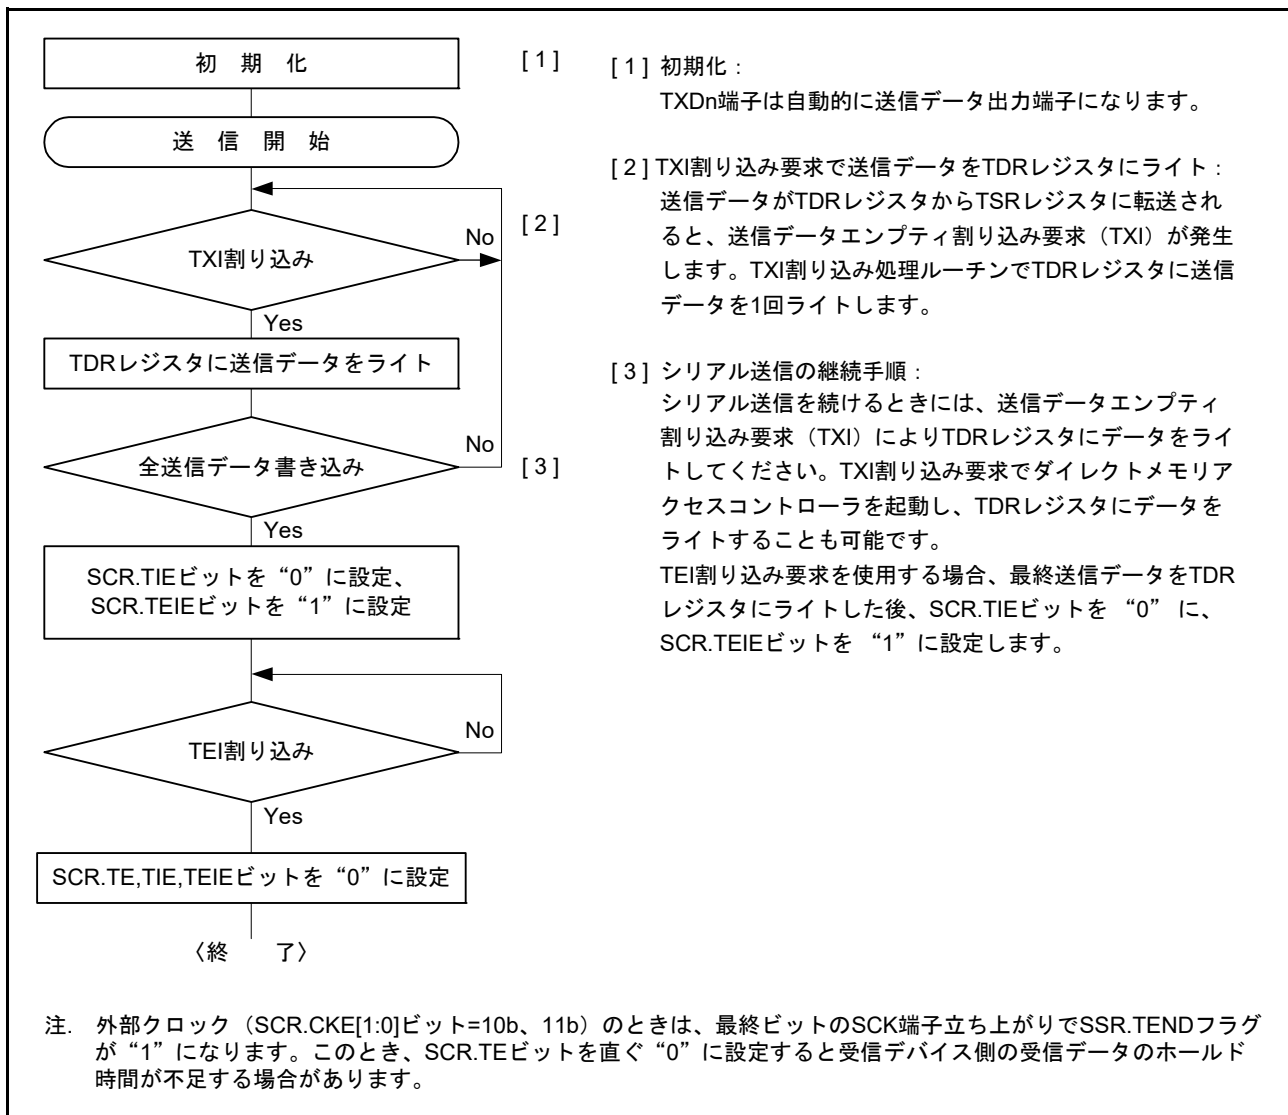 初 期 化
[ 1 ]
送 信 開 始
TXI割り込み
No
[ 2 ]
Yes
TDRレジスタに送信データをライト
全送信データ書き込み
No
[ 3 ]
Yes
SCR.TIEビットを“0”に設定、
SCR.TEIEビットを“1”に設定
TEI割り込み
No
Yes
SCR.TE,TIE,TEIEビットを“0”に設定
〈終 了〉
[ 1 ] 初期化：
TXDn端子は自動的に送信データ出力端子になります。
[ 2 ] TXI割り込み要求で送信データをTDRレジスタにライト：
送信データがTDRレジスタからTSRレジスタに転送され
ると、送信データエンプティ割り込み要求（TXI）が発生
します。TXI割り込み処理ルーチンでTDRレジスタに送信
データを1回ライトします。
[ 3 ] シリアル送信の継続手順：
シリアル送信を続けるときには、送信データエンプティ
割り込み要求（TXI）によりTDRレジスタにデータをライ
トしてください。TXI割り込み要求でダイレクトメモリア
クセスコントローラを起動し、TDRレジスタにデータを
ライトすることも可能です。
TEI割り込み要求を使用する場合、最終送信データをTDR
レジスタにライトした後、SCR.TIEビットを “0” に、
SCR.TEIEビットを “1”に設定します。
注. 外部クロック（SCR.CKE[1:0]ビット=10b、11b）のときは、最終ビットのSCK端子立ち上がりでSSR.TENDフラグ
が“1”になります。このとき、SCR.TEビットを直ぐ“0”に設定すると受信デバイス側の受信データのホールド
時間が不足する場合があります。